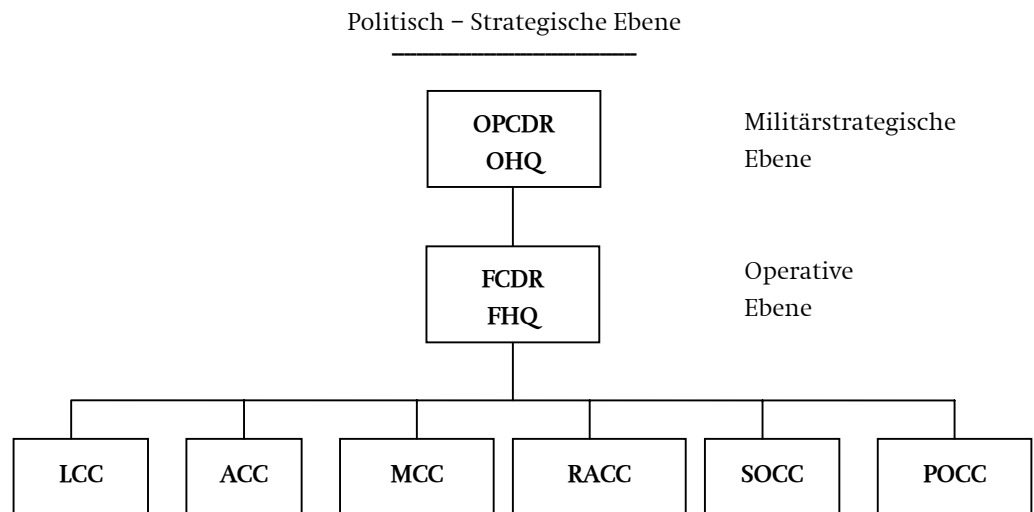 Politisch – Strategische Ebene
OPCDR
OHQ
Militärstrategische
Ebene
FCDR
FHQ
Operative
Ebene
LCC
ACC
MCC
RACC
SOCC
POCC